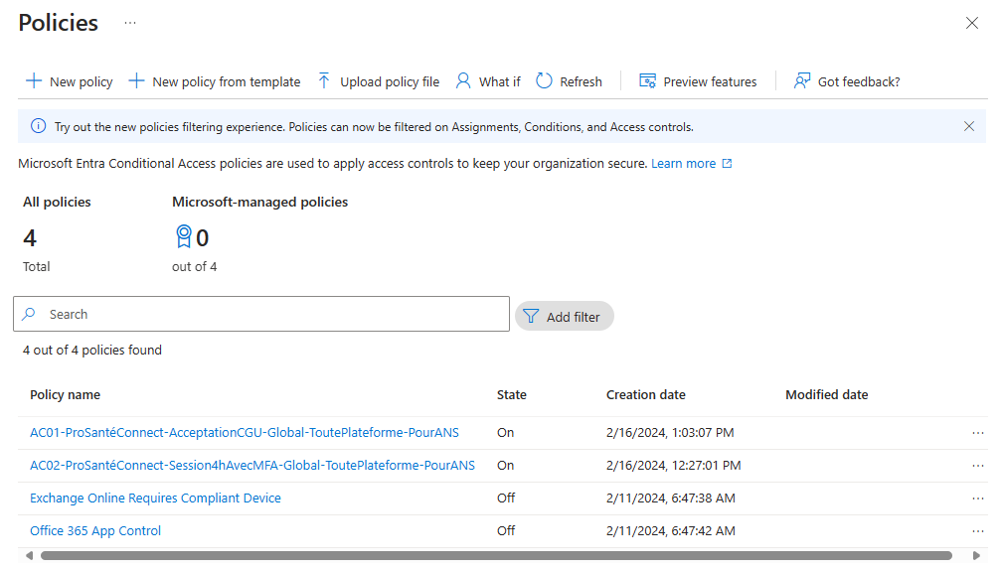 Policies ...
New policy New policy from template Upload policy file What if Refresh Preview features Got feedback?
Try out the new policies filtering experience. Policies can now be filtered on Assignments, Conditions, and Access controls.
Microsoft Entra Conditional Access policies are used to apply access controls to keep your organization secure. Learn more
All policies Microsoft-managed policies
4 0
Total out of 4
Search Add filter
4 out of 4 policies found
Policy name State Creation date Modified date
AC01-ProSantéConnect-AcceptationCGU-Global-ToutePlateforme-PourANS On 2/16/2024, 1:03:07 PM ...
AC02-ProSantéConnect-Session4hAvecMFA-Global-ToutePlateforme-PourANS On 2/16/2024, 12:27:01 PM ...
Exchange Online Requires Compliant Device Off 2/11/2024, 6:47:38 AM ...
Office 365 App Control Off 2/11/2024, 6:47:42 AM ...